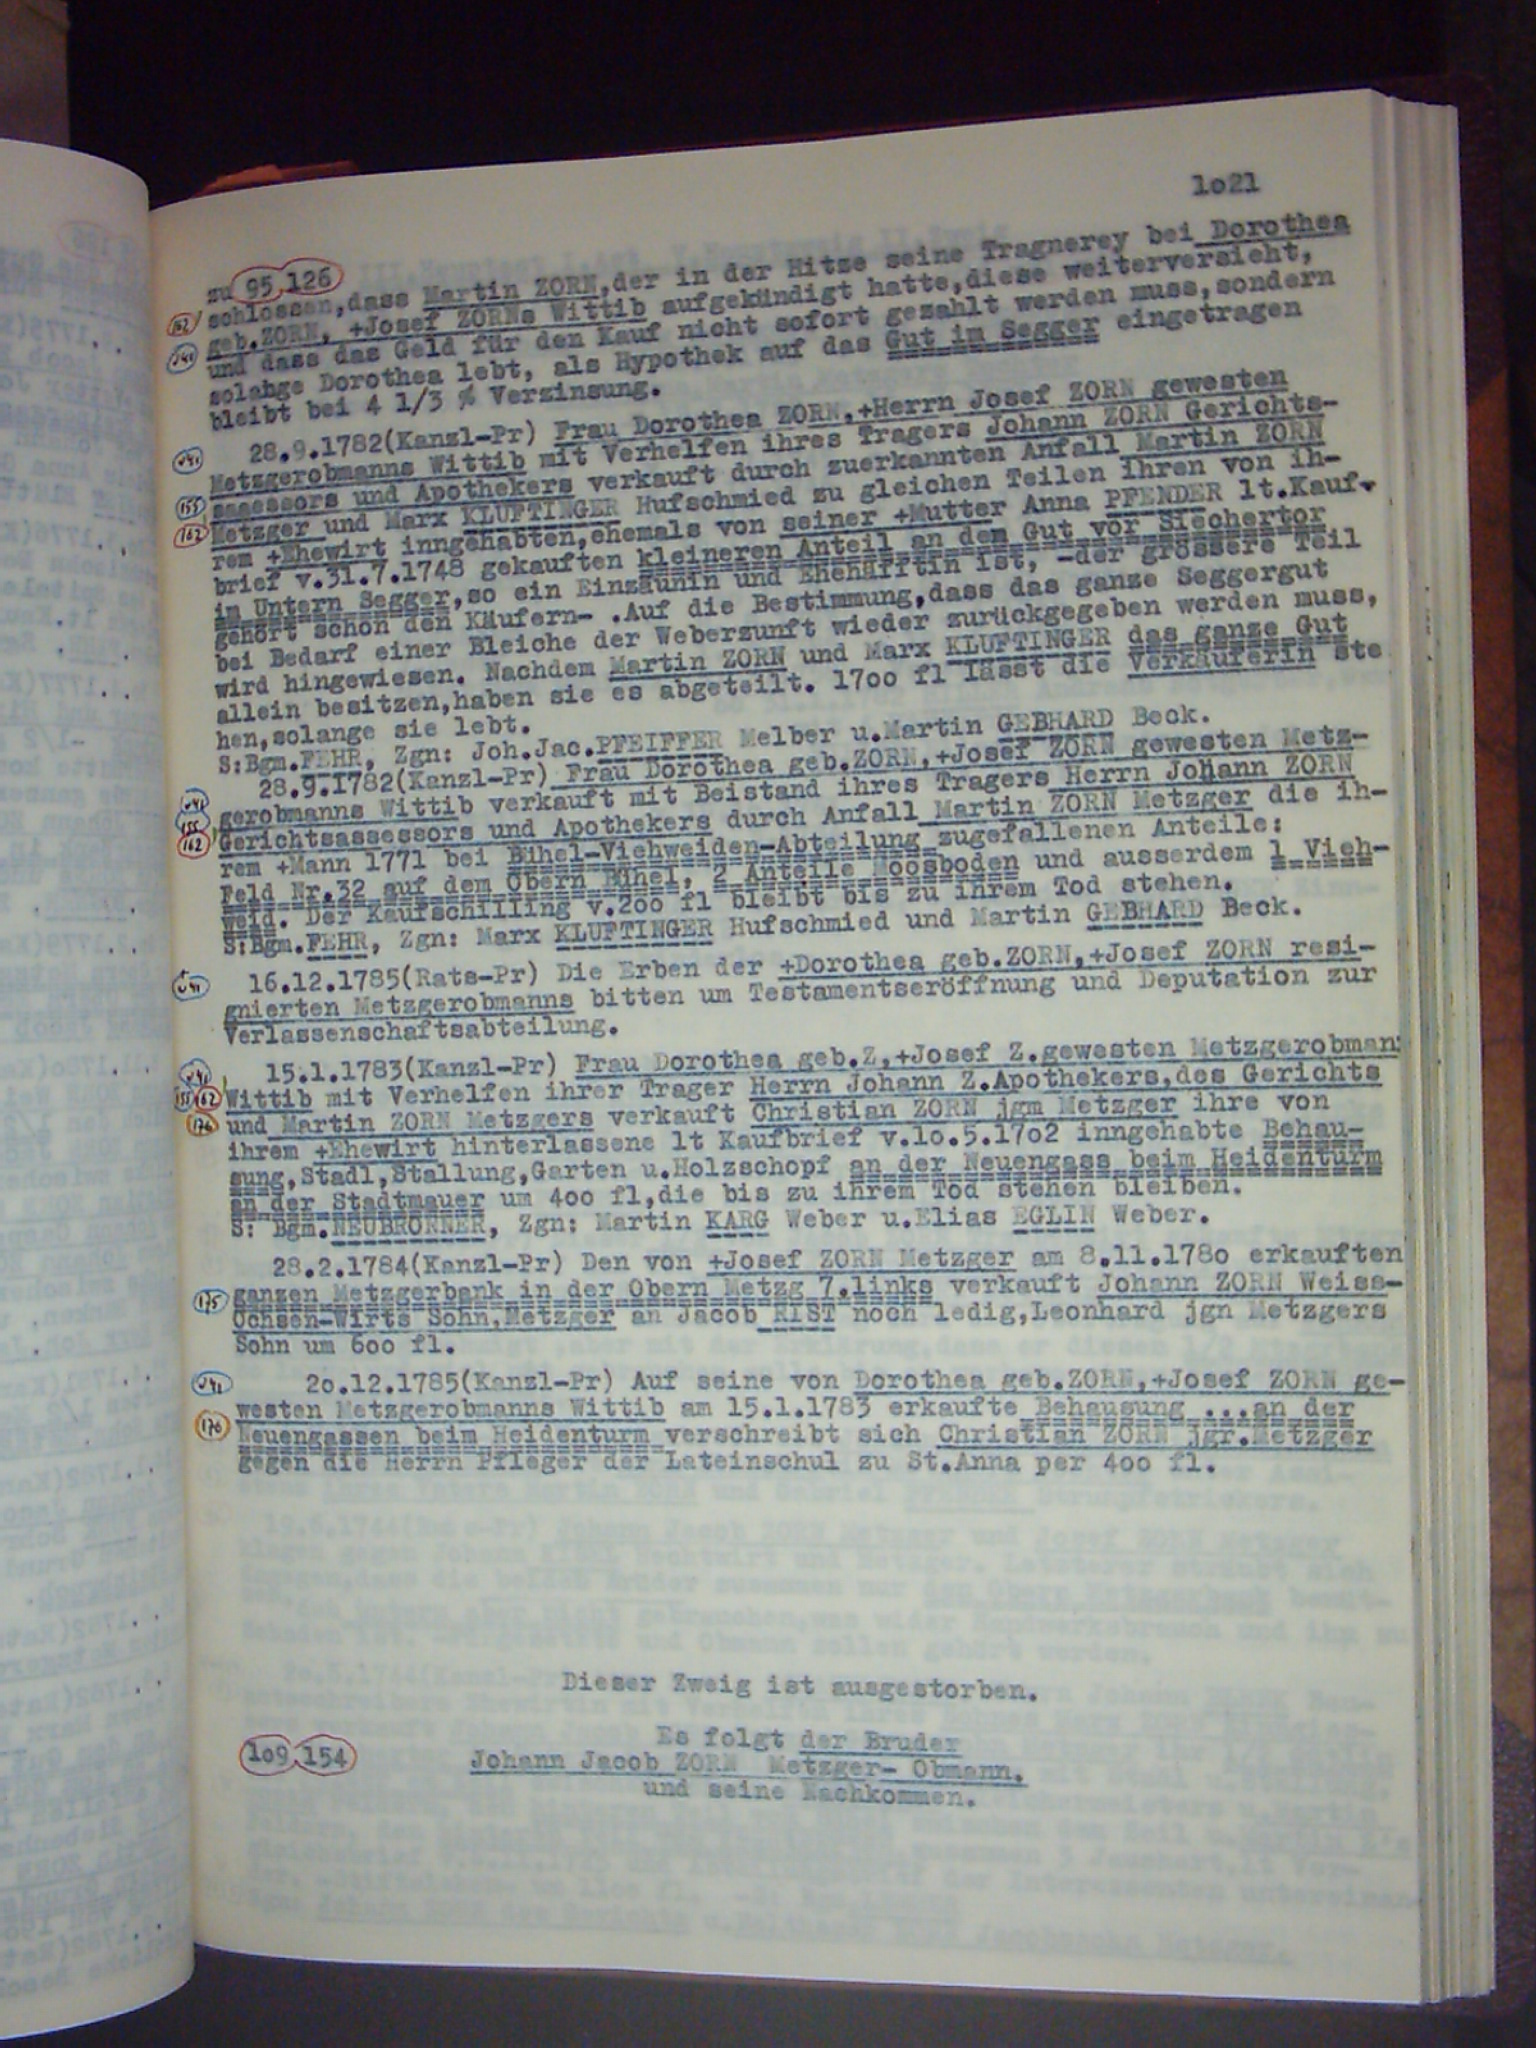 1o21
zu 95 126
schlossen,dass Martin ZORN,der in der Hitze seine Tragnerey bei Dorothea
162 geb.ZORN, +Josef ZORNs Wittib aufgekündigt hatte,diese weiterversieht,
und dass das Geld für den Kauf nicht sofort gezahlt werden muss,sondern
solahge Dorothea lebt, als Hypothek auf das Gut im Segger eingetragen
bleibt bei 4 1/3 % Verzinsung.
28.9.1782(Kanzl-Pr) Frau Dorothea ZORN,+Herrn Josef ZORN gewesten
Metzgerobmanns Wittib mit Verhelfen ihres Tragers Johann ZORN Gerichts-
155 assessors und Apothekers verkauft durch zuerkannten Anfall Martin ZORN
162 Metzger und Marx KLUFTINGER Hufschmied zu gleichen Teilen ihren von ih-
rem +Ehewirt inngehabten,ehemals von seiner +Mutter Anna PFENDER lt.Kauf-
brief v.31.7.1748 gekauften kleineren Anteil an dem Gut vor Siechertor
im Untern Segger,so ein Einzäunin und Ehehäfftin ist, -der grössere Teil
gehört schon den Käufern- .Auf die Bestimmung,dass das ganze Seggergut
bei Bedarf einer Bleiche der Weberzunft wieder zurückgegeben werden muss,
wird hingewiesen. Nachdem Martin ZORN und Marx KLUFTINGER das ganze Gut
allein besitzen,haben sie es abgeteilt. 17oo fl lässt die Verkäuferin ste
hen,solange sie lebt.
S:Bgm.FEHR, Zgn: Joh.Jac.PFEIFFER Melber u.Martin GEBHARD Beck.
28.9.1782(Kanzl-Pr) Frau Dorothea geb.ZORN,+Josef ZORN gewesten Metz-
gerobmanns Wittib verkauft mit Beistand ihres Tragers Herrn Johann ZORN
155 Gerichtsassessors und Apothekers durch Anfall Martin ZORN Metzger die ih-
162 rem +Mann 1771 bei Bühel-Viehweiden-Abteilung zugefallenen Anteile:
Feld Nr.32 auf dem Obern Bühel, 2 Anteile Moosboden und ausserdem 1 Vieh-
weid. Der Kaufschilling v.2oo fl bleibt bis zu ihrem Tod stehen.
S:Bgm.FEHR, Zgn: Marx KLUFTINGER Hufschmied und Martin GEBHARD Beck.
16.12.1785(Rats-Pr) Die Erben der +Dorothea geb.ZORN,+Josef ZORN resi-
gnierten Metzgerobmanns bitten um Testamentseröffnung und Deputation zur
Verlassenschaftsabteilung.
15.1.1783(Kanzl-Pr) Frau Dorothea geb.Z,+Josef Z.gewesten Metzgerobman
155 162 Wittib mit Verhelfen ihrer Trager Herrn Johann Z.Apothekers,des Gerichts
176 und Martin ZORN Metzgers verkauft Christian ZORN jgm Metzger ihre von
ihrem +Ehewirt hinterlassene lt Kaufbrief v.1o.5.17o2 inngehabte Behau-
sung,Stadl,Stallung,Garten u.Holzschopf an der Neuengass beim Heidenturm
an der Stadtmauer um 4oo fl,die bis zu ihrem Tod stehen bleiben.
S: Bgm.NEUBRONNER, Zgn: Martin KARG Weber u.Elias EGLIN Weber.
28.2.1784(Kanzl-Pr) Den von +Josef ZORN Metzger am 8.11.178o erkauften
175 ganzen Metzgerbank in der Obern Metzg 7.links verkauft Johann ZORN Weiss-
Ochsen-Wirts Sohn,Metzger an Jacob RIST noch ledig,Leonhard jgn Metzgers
Sohn um 6oo fl.
2o.12.1785(Kanzl-Pr) Auf seine von Dorothea geb.ZORN,+Josef ZORN ge-
westen Metzgerobmanns Wittib am 15.1.1783 erkaufte Behausung ...an der
176 Neuengassen beim Heidenturm verschreibt sich Christian ZORN jgr.Metzger
gegen die Herrn Pfleger der Lateinschul zu St.Anna per 4oo fl.
Dieser Zweig ist ausgestorben.
Es folgt der Bruder
1o9 154 Johann Jacob ZORN Metzger- Obmann.
und seine Nachkommen.